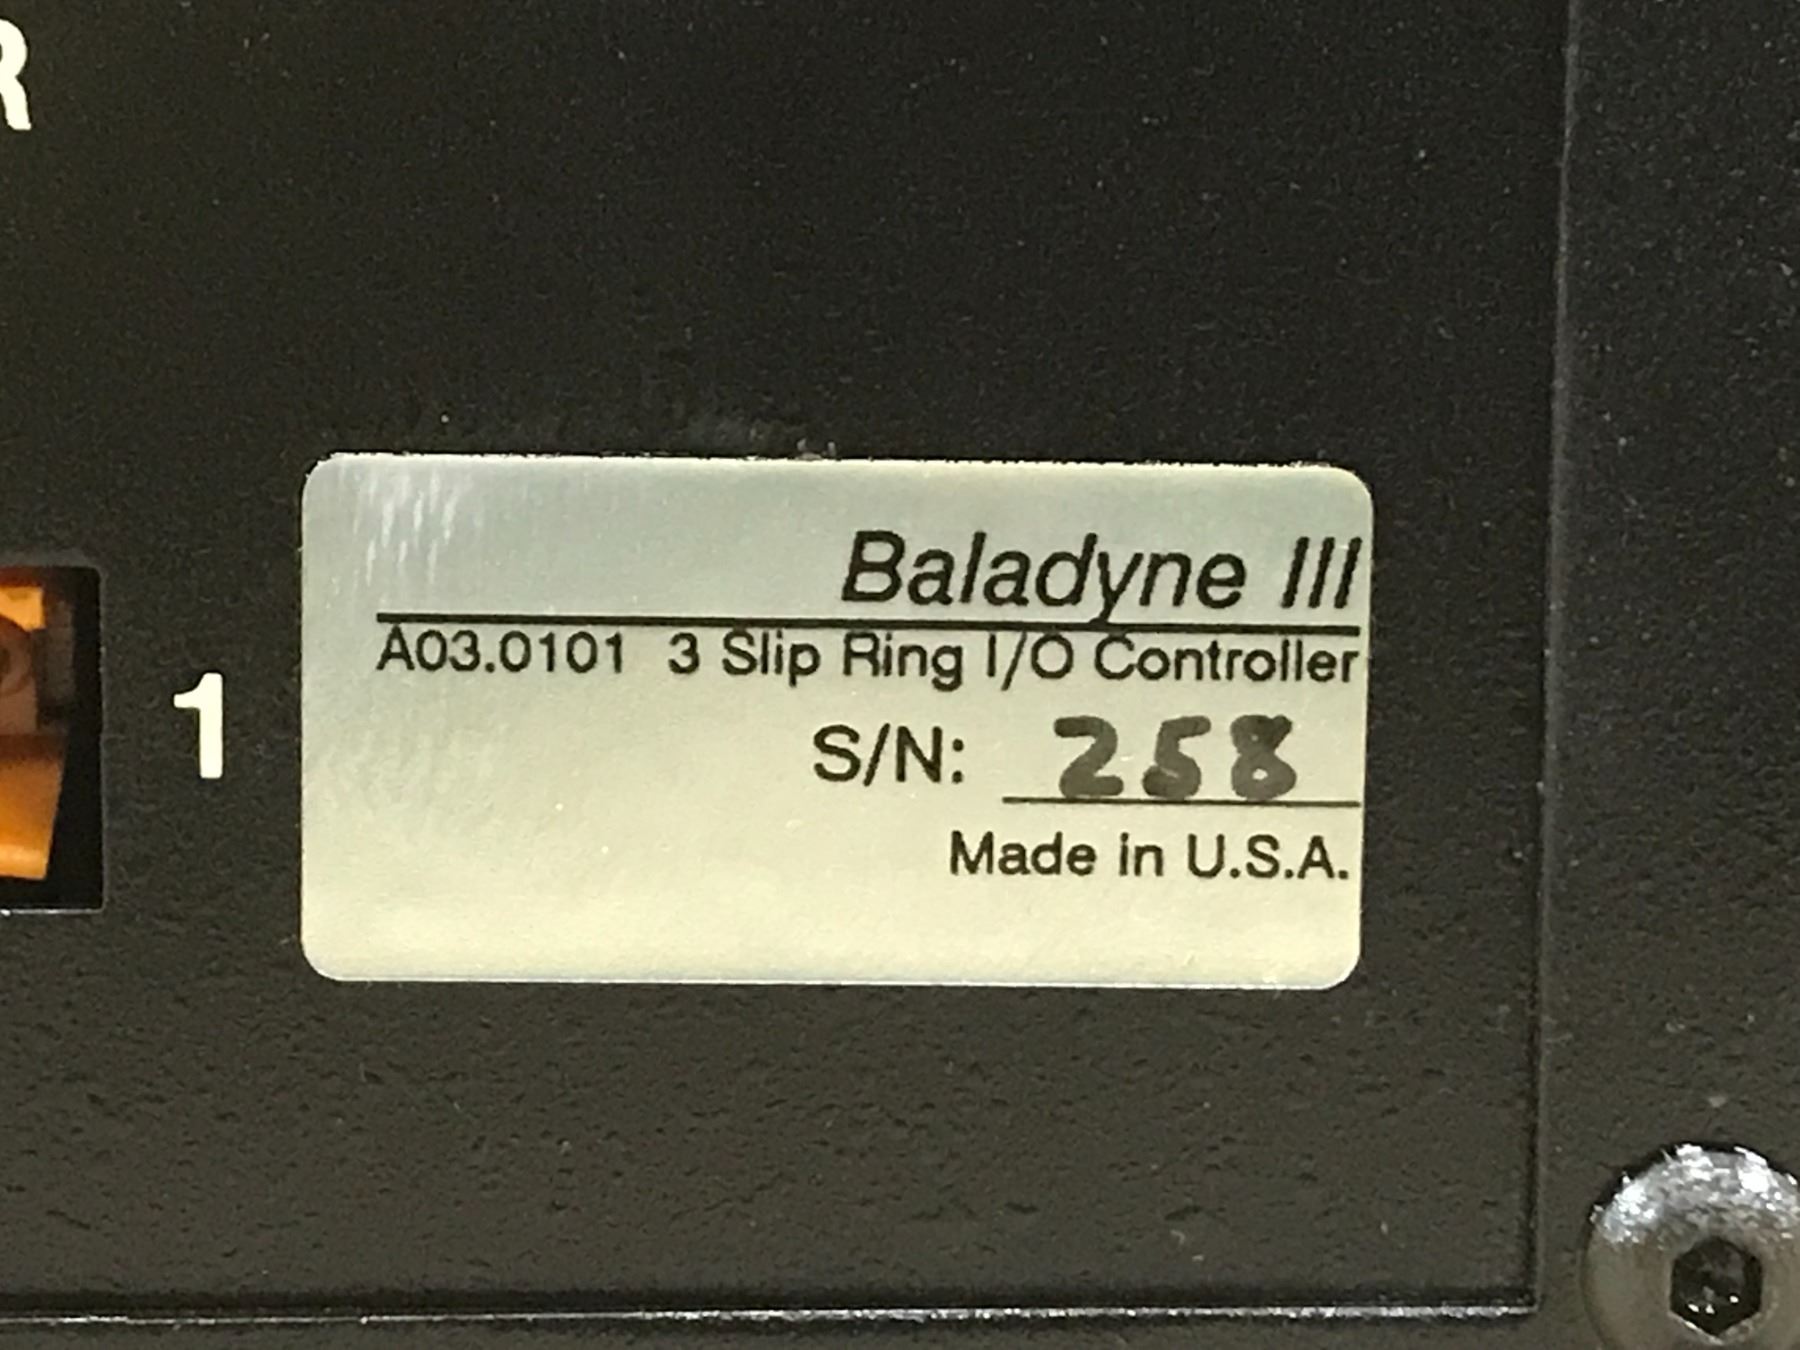 R
1
Baladyne III
A03.0101 3 Slip Ring I/O Controller
S/N: 258
Made in U.S.A.